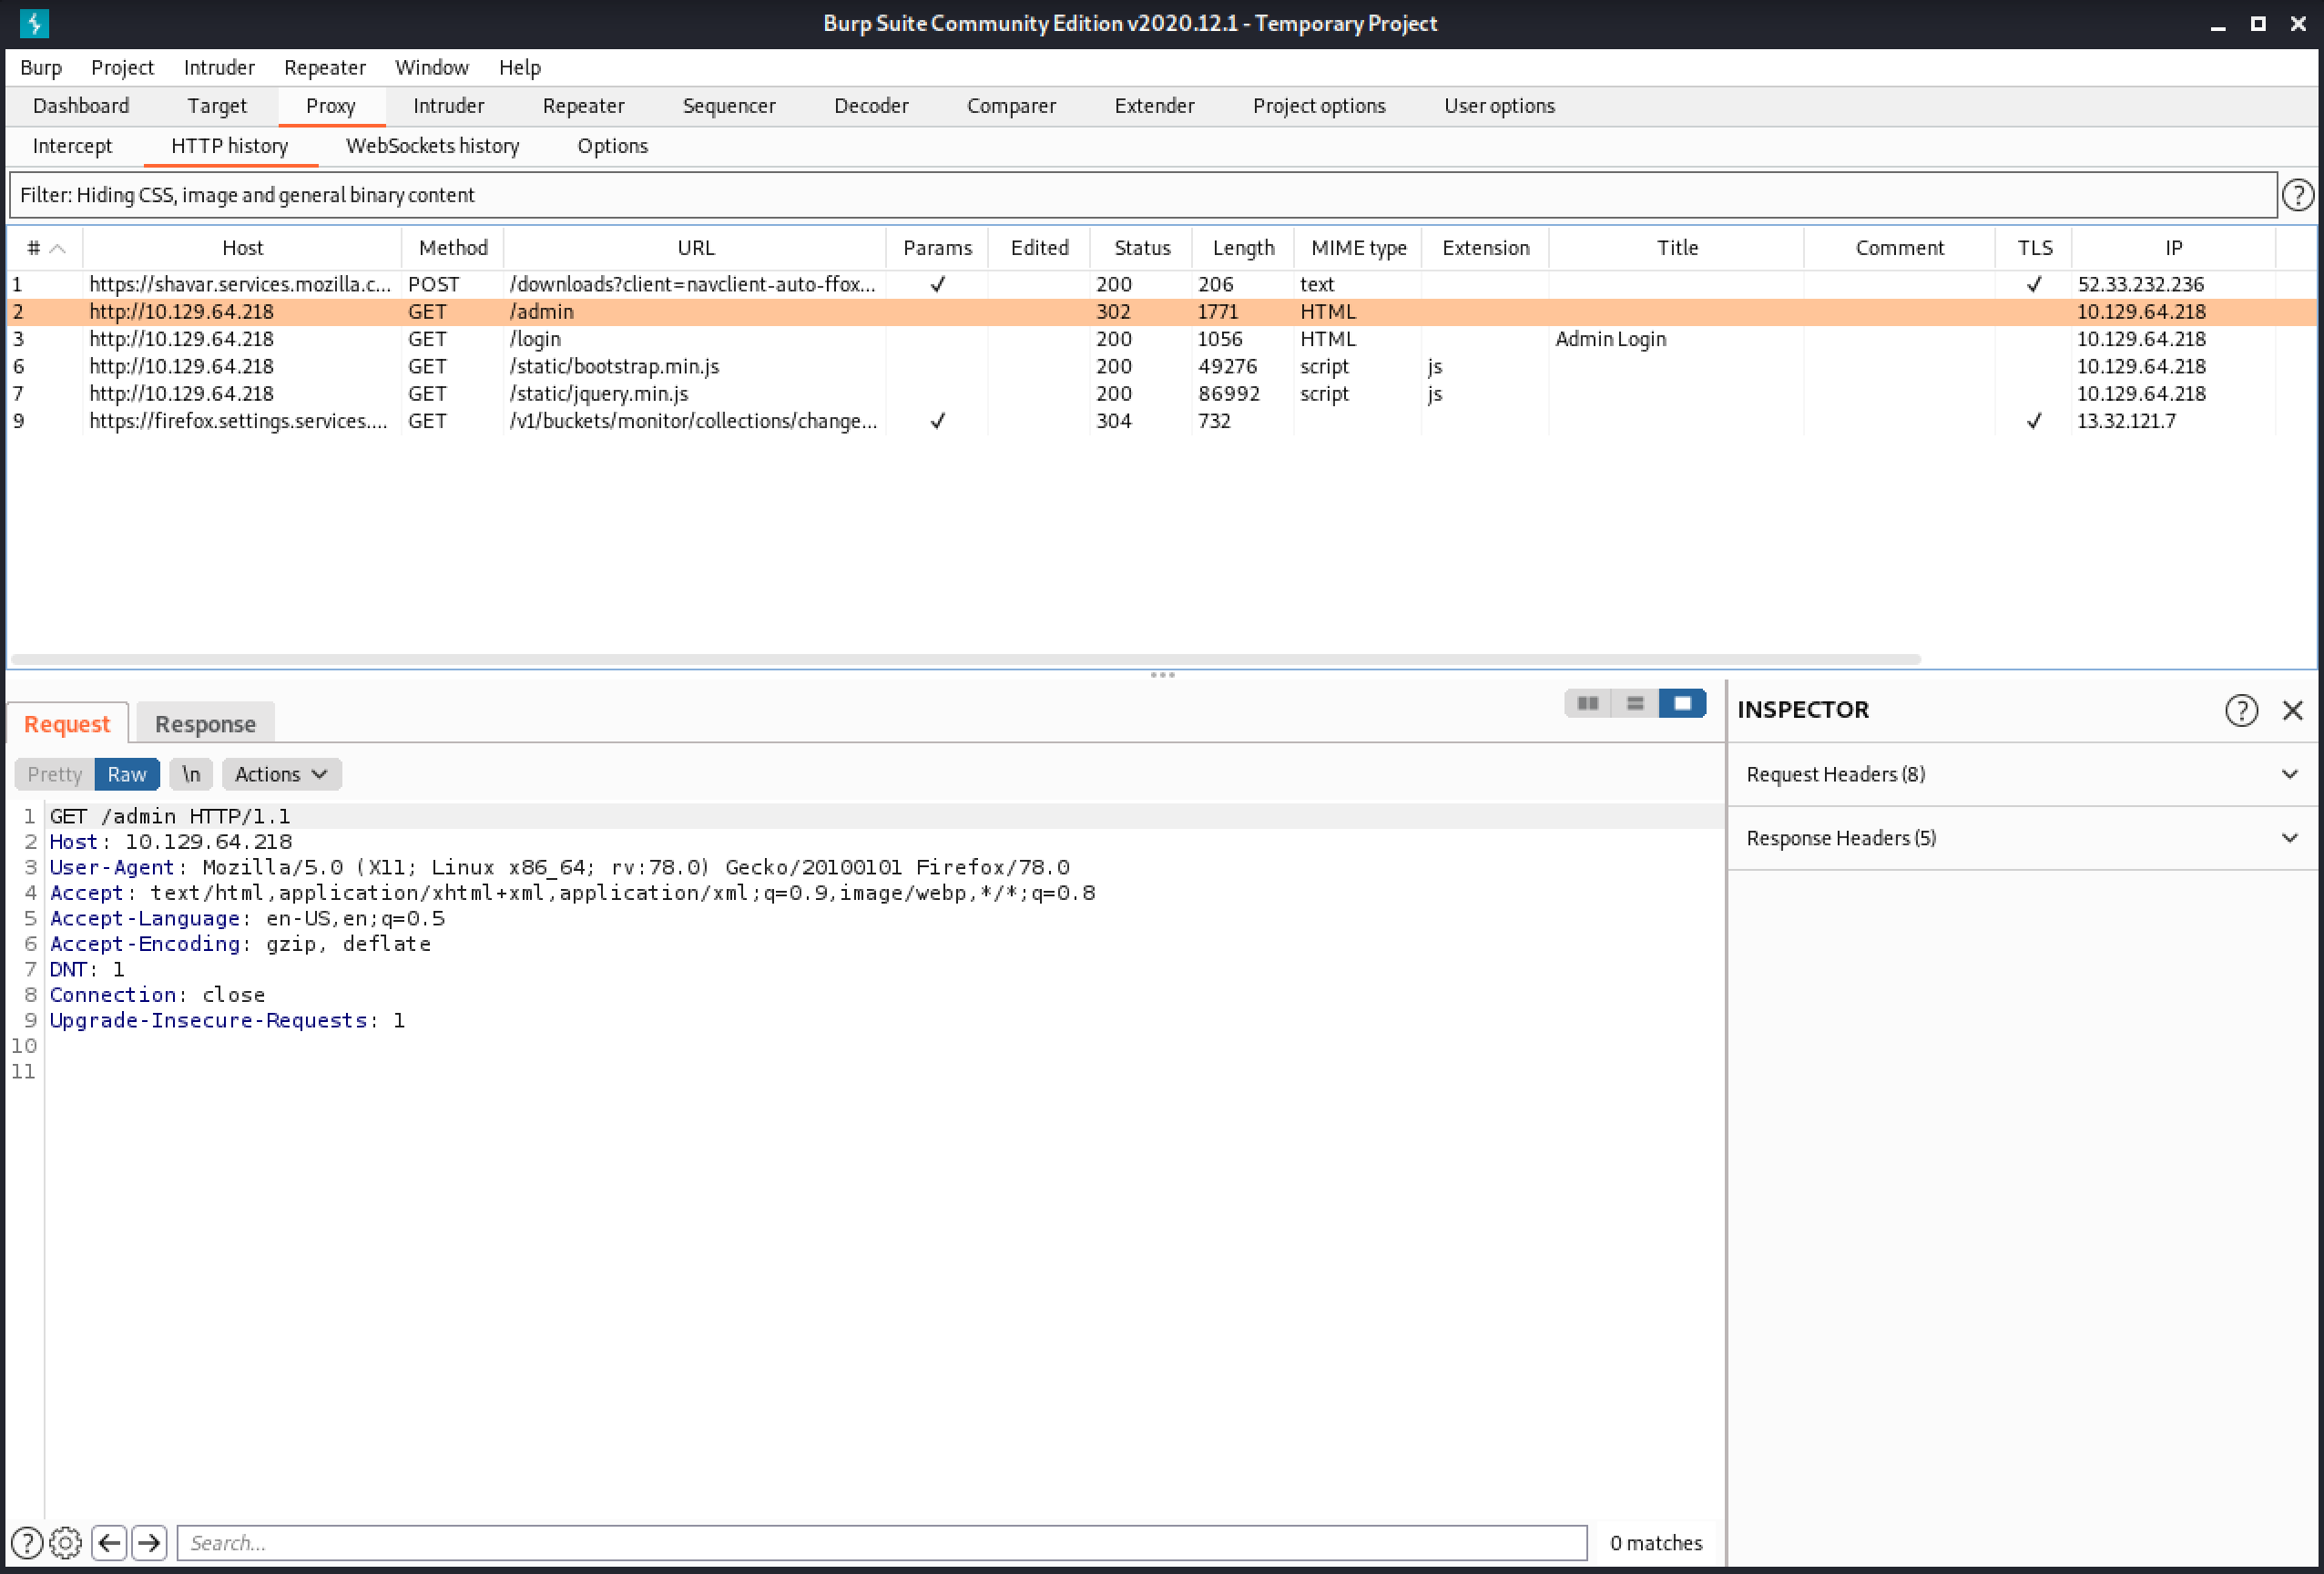 Burp Suite Community Edition v2020.12.1 - Temporary Project
Burp Project Intruder Repeater Window Help
Dashboard Target Proxy Intruder Repeater Sequencer Decoder Comparer Extender Project options User options
Intercept HTTP history WebSockets history Options
Filter: Hiding CSS, image and general binary content
# Host Method URL Params Edited Status Length MIME type Extension Title Comment TLS IP
1 https://shavar.services.mozilla.c... POST /downloads?client=navclient-auto-ffox... ✓ 200 206 text ✓ 52.33.232.236
2 http://10.129.64.218 GET /admin 302 1771 HTML 10.129.64.218
3 http://10.129.64.218 GET /login 200 1056 HTML Admin Login 10.129.64.218
6 http://10.129.64.218 GET /static/bootstrap.min.js 200 49276 script js 10.129.64.218
7 http://10.129.64.218 GET /static/jquery.min.js 200 86992 script js 10.129.64.218
9 https://firefox.settings.services.... GET /v1/buckets/monitor/collections/change... ✓ 304 732 ✓ 13.32.121.7
Request Response
Pretty Raw \n Actions
1 GET /admin HTTP/1.1
2 Host: 10.129.64.218
3 User-Agent: Mozilla/5.0 (X11; Linux x86_64; rv:78.0) Gecko/20100101 Firefox/78.0
4 Accept: text/html,application/xhtml+xml,application/xml;q=0.9,image/webp,*/*;q=0.8
5 Accept-Language: en-US,en;q=0.5
6 Accept-Encoding: gzip, deflate
7 DNT: 1
8 Connection: close
9 Upgrade-Insecure-Requests: 1
10
11
Search...
0 matches
INSPECTOR
Request Headers (8)
Response Headers (5)